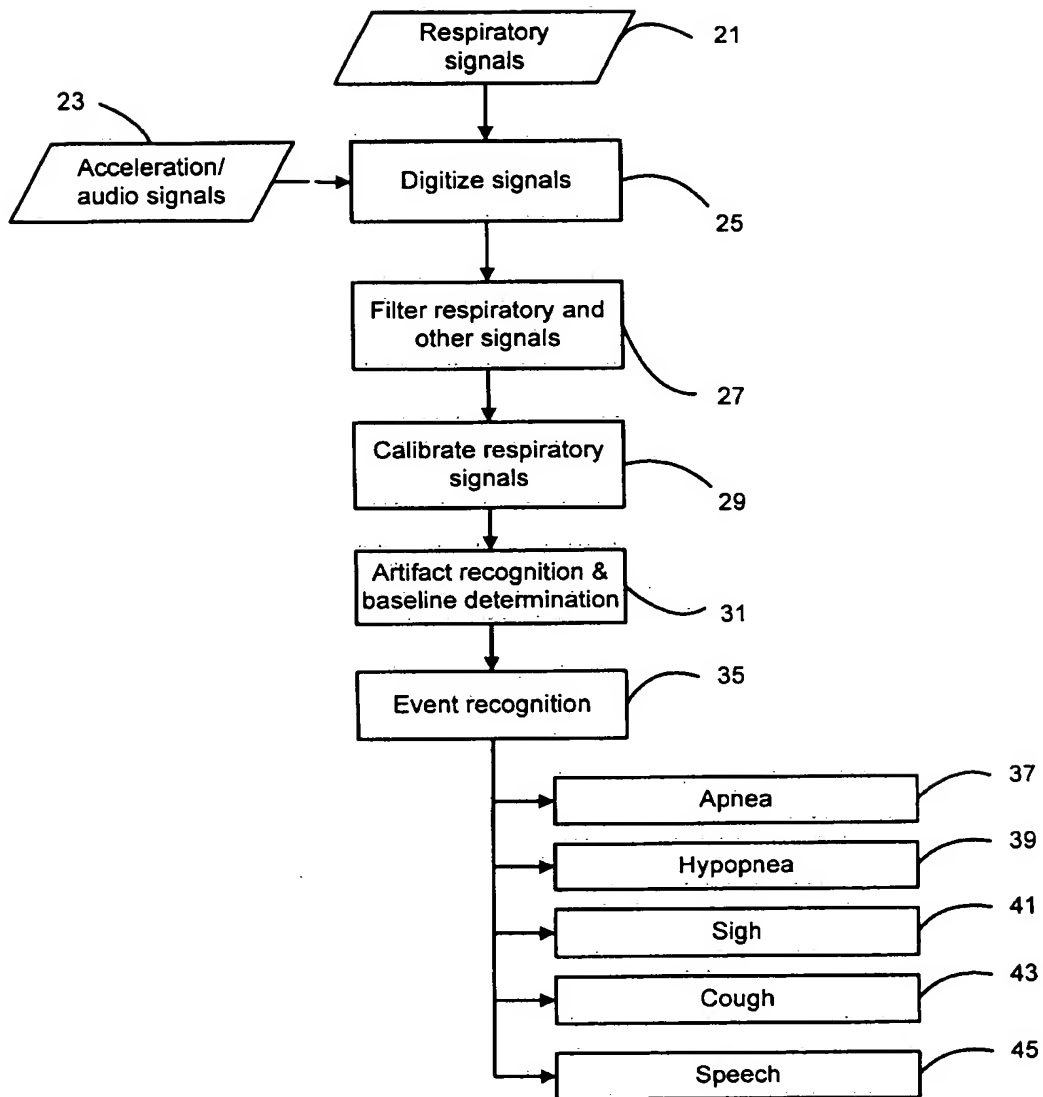 Respiratory
signals
21
23
Acceleration/
audio signals
Digitize signals
25
Filter respiratory and
other signals
27
Calibrate respiratory
signals
29
Artifact recognition &
baseline determination
31
Event recognition
35
Apnea
37
Hypopnea
39
Sigh
41
Cough
43
Speech
45